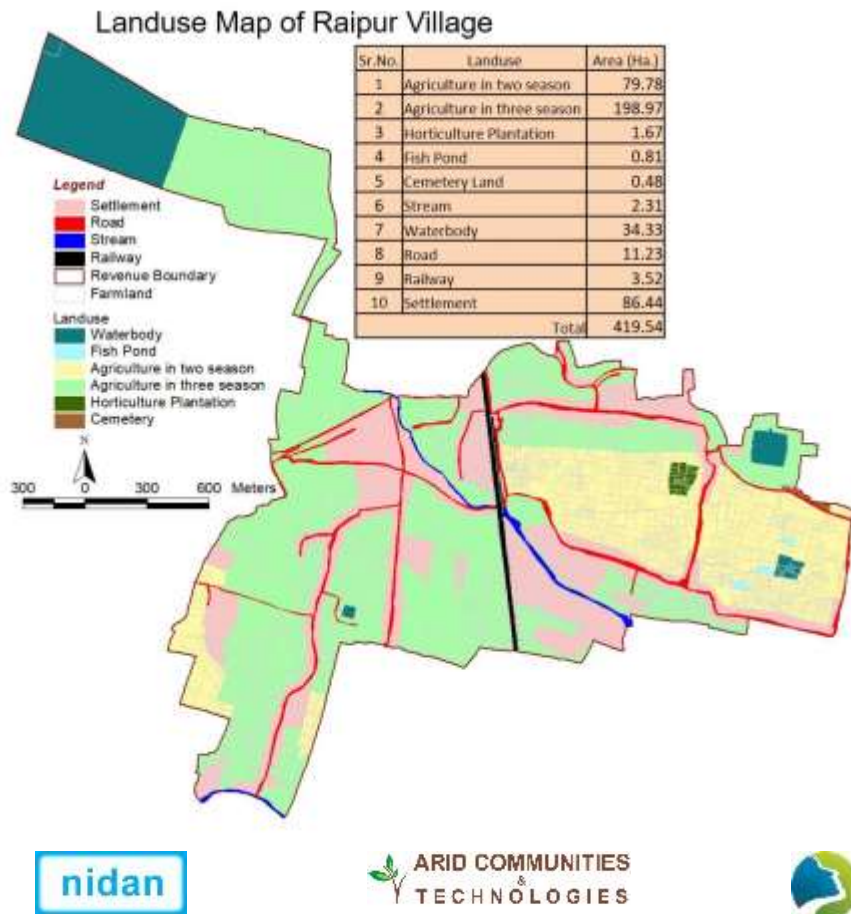 Landuse Map of Raipur Village
Sr.No. Landuse Area (Ha.)
1 Agriculture in two season 79.78
2 Agriculture in three season 198.97
3 Horticulture Plantation 1.67
4 Fish Pond 0.81
5 Cemetery Land 0.48
6 Stream 2.31
7 Waterbody 34.33
8 Road 11.23
9 Railway 3.52
10 Settlement 86.44
Total 419.54
Legend
Settlement
Road
Stream
Railway
Revenue Boundary
Farmland
Landuse
Waterbody
Fish Pond
Agriculture in two season
Agriculture in three season
Horticulture Plantation
Cemetery
N
300 0 300 600 Meters
nidan
ARID COMMUNITIES
&
TECHNOLOGIES